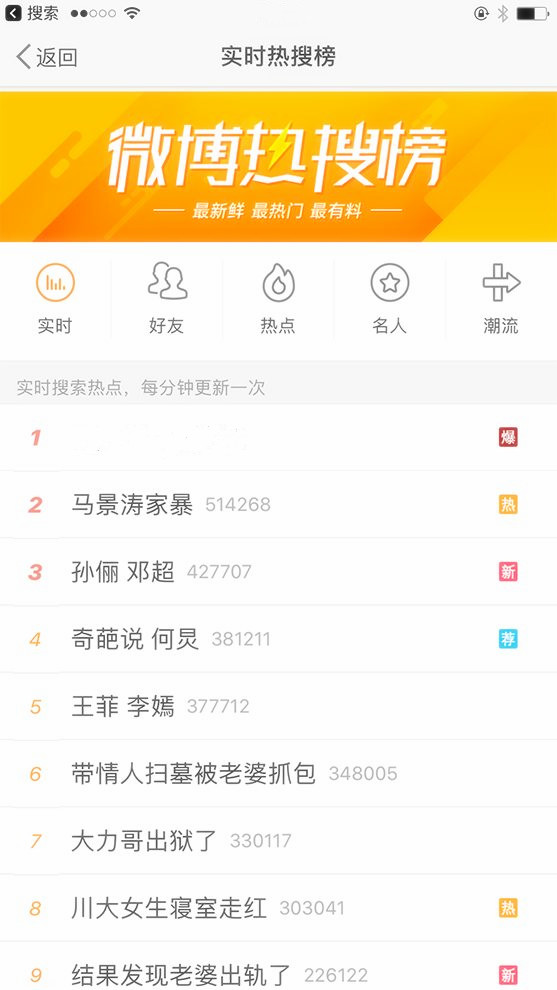 搜索
返回
实时热搜榜
微博热搜榜
最新鲜 最热门 最有料
实时 好友 热点 名人 潮流
实时搜索热点，每分钟更新一次
1 爆
2 马景涛家暴 514268 热
3 孙俪 邓超 427707 新
4 奇葩说 何炅 381211 荐
5 王菲 李嫣 377712
6 带情人扫墓被老婆抓包 348005
7 大力哥出狱了 330117
8 川大女生寝室走红 303041 热
9 结果发现老婆出轨了 226122 新